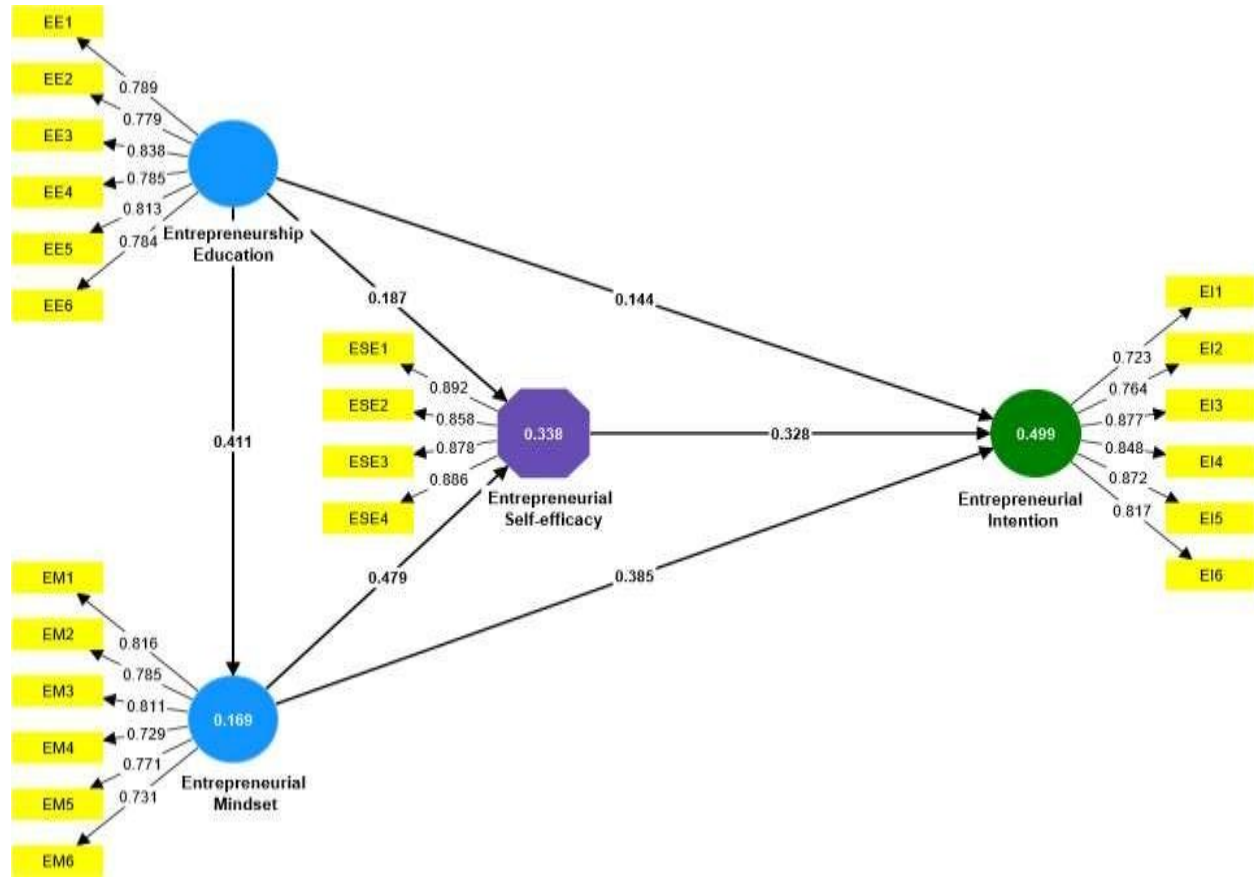 EE1
EE2
EE3
EE4
EE5
EE6
0.789
0.779
0.838
0.785
0.813
0.784
Entrepreneurship
Education
0.187
0.144
0.411
ESE1
ESE2
ESE3
ESE4
0.892
0.858
0.878
0.886
0.338
Entrepreneurial
Self-efficacy
0.328
0.499
Entrepreneurial
Intention
EI1
EI2
EI3
EI4
EI5
EI6
0.723
0.764
0.877
0.848
0.872
0.817
0.479
0.385
EM1
EM2
EM3
EM4
EM5
EM6
0.816
0.785
0.811
0.729
0.771
0.731
0.169
Entrepreneurial
Mindset